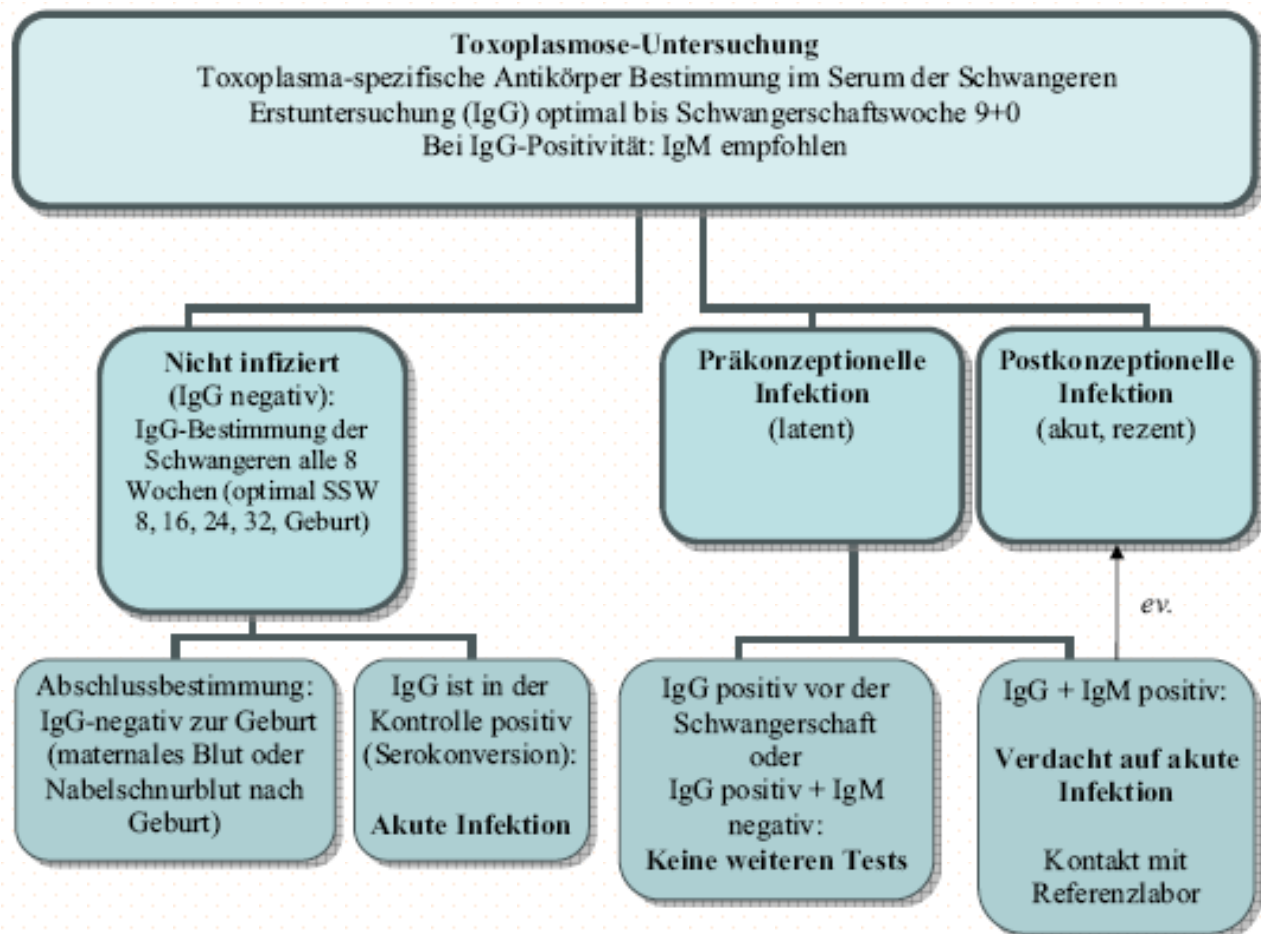 Toxoplasmose-Untersuchung
Toxoplasma-spezifische Antikörper Bestimmung im Serum der Schwangeren
Erstuntersuchung (IgG) optimal bis Schwangerschaftswoche 9+0
Bei IgG-Positivität: IgM empfohlen
Nicht infiziert
(IgG negativ):
IgG-Bestimmung der
Schwangeren alle 8
Wochen (optimal SSW
8, 16, 24, 32, Geburt)
Präkonzeptionelle
Infektion
(latent)
Postkonzeptionelle
Infektion
(akut, rezent)
ev.
Abschlussbestimmung:
IgG-negativ zur Geburt
(maternales Blut oder
Nabelschnurblut nach
Geburt)
IgG ist in der
Kontrolle positiv
(Serokonversion):
Akute Infektion
IgG positiv vor der
Schwangerschaft
oder
IgG positiv + IgM
negativ:
Keine weiteren Tests
IgG + IgM positiv:
Verdacht auf akute
Infektion
Kontakt mit
Referenzlabor